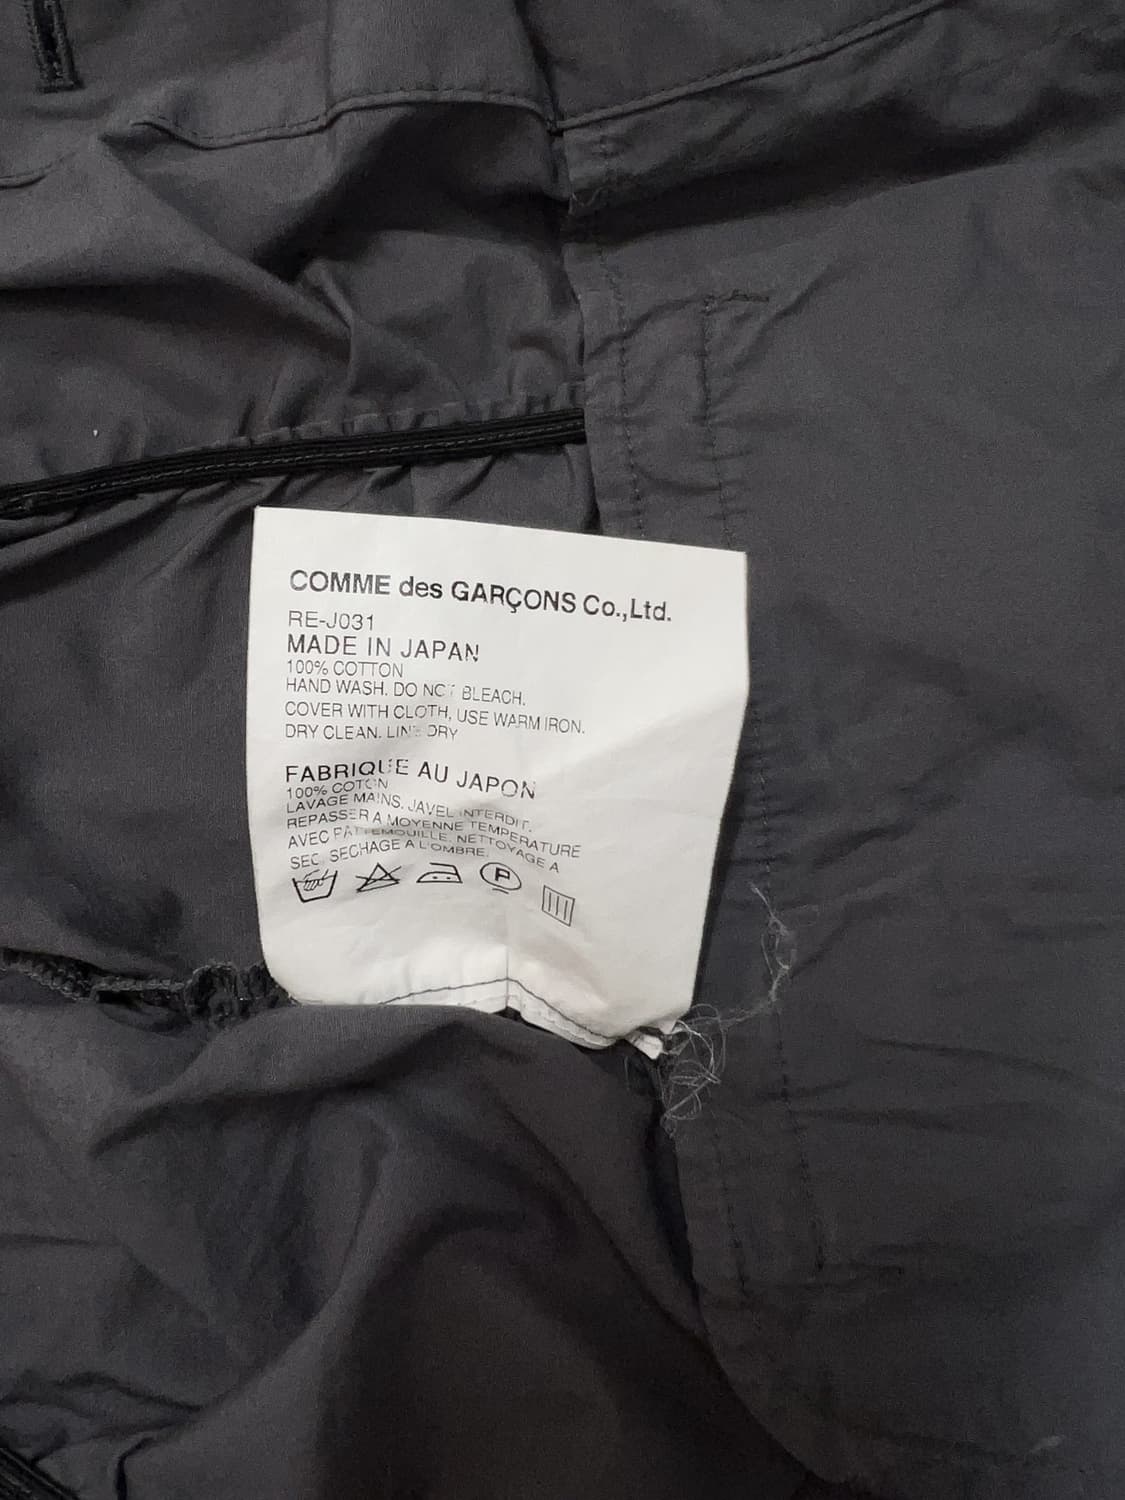 COMME des GARÇONS Co.,Ltd.
RE-J031
MADE IN JAPAN
100% COTTON
HAND WASH. DO NOT BLEACH.
COVER WITH CLOTH, USE WARM IRON.
DRY CLEAN. LINE DRY
FABRIQUE AU JAPON
100% COTON
LAVAGE MAINS. JAVEL INTERDIT.
REPASSER A MOYENNE TEMPERATURE
AVEC PATTEMOUILLE. NETTOYAGE A
SEC. SECHAGE A L'OMBRE.
P